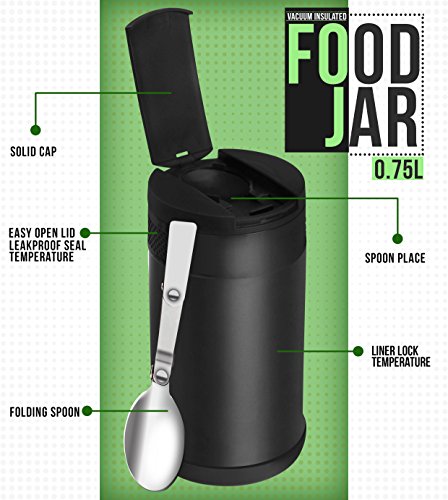 VACUUM INSULATED
FOOD
JAR
0.75L
SOLID CAP
EASY OPEN LID
LEAKPROOF SEAL
TEMPERATURE
SPOON PLACE
LINER LOCK
TEMPERATURE
FOLDING SPOON